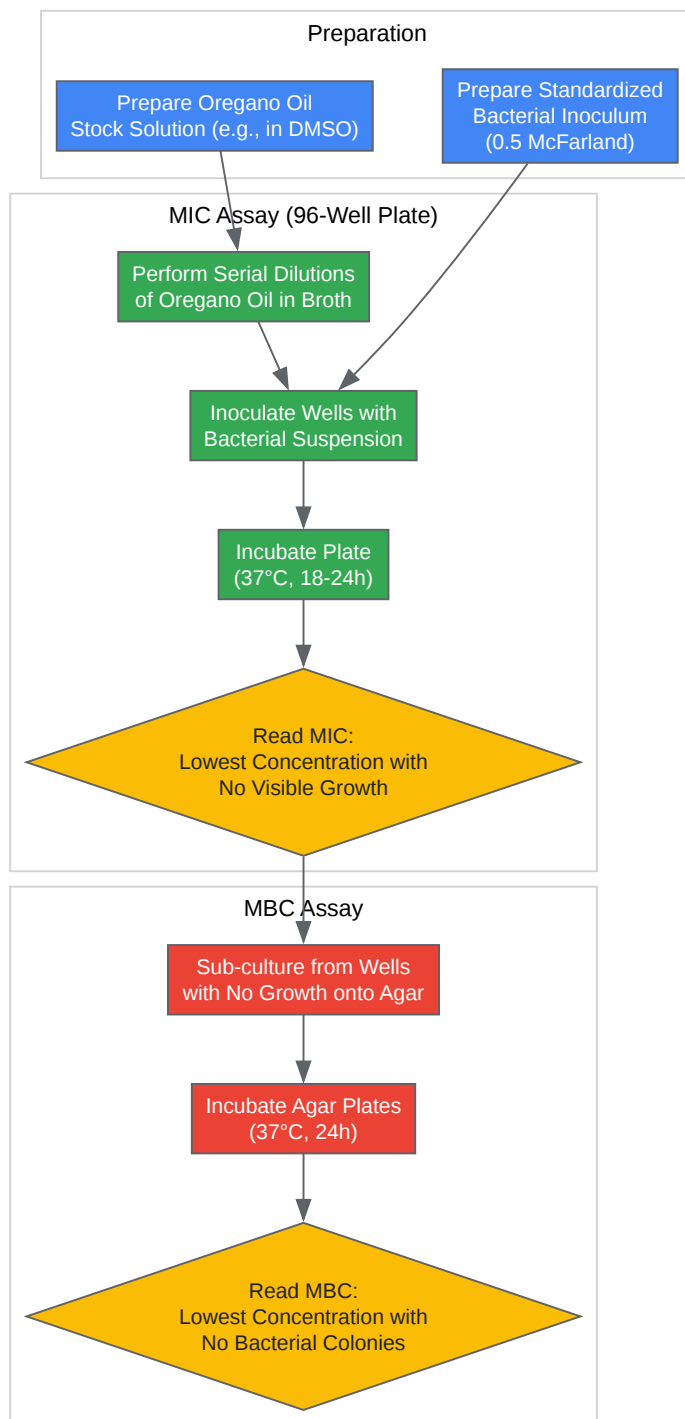 Preparation
Prepare Oregano Oil
Stock Solution (e.g., in DMSO)
Prepare Standardized
Bacterial Inoculum
(0.5 McFarland)
MIC Assay (96-Well Plate)
Perform Serial Dilutions
of Oregano Oil in Broth
Inoculate Wells with
Bacterial Suspension
Incubate Plate
(37°C, 18-24h)
Read MIC:
Lowest Concentration with
No Visible Growth
MBC Assay
Sub-culture from Wells
with No Growth onto Agar
Incubate Agar Plates
(37°C, 24h)
Read MBC:
Lowest Concentration with
No Bacterial Colonies